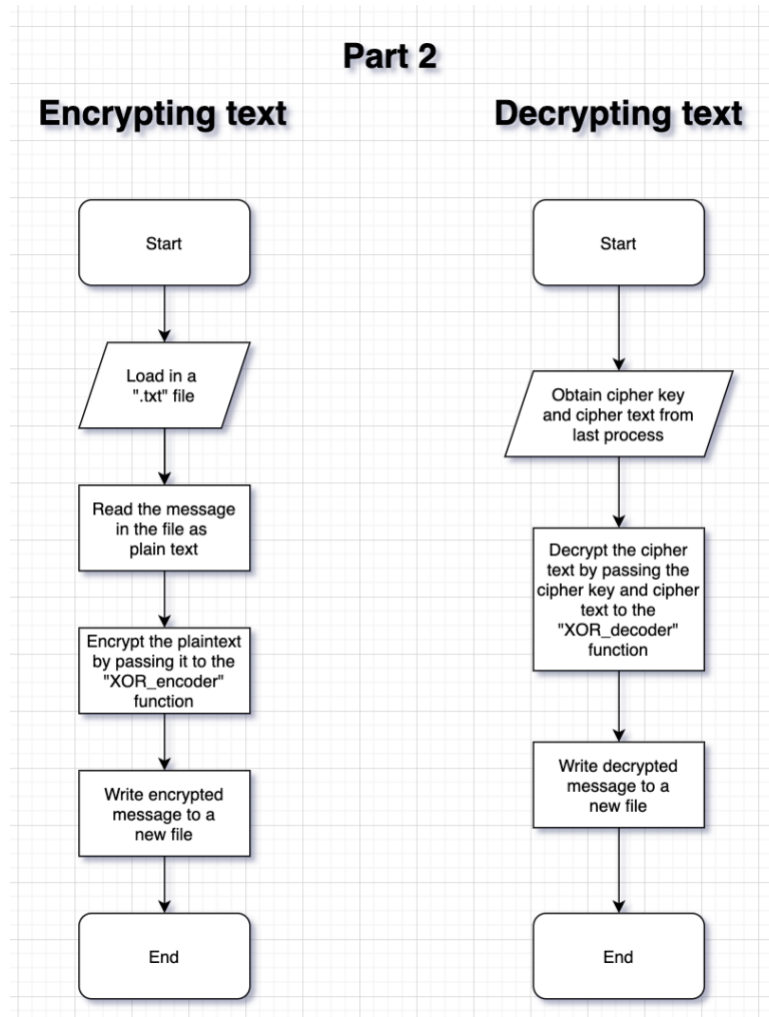 Part 2
Encrypting text
Start
Load in a
".txt" file
Read the message
in the file as
plain text
Encrypt the plaintext
by passing it to the
"XOR_encoder"
function
Write encrypted
message to a
new file
End
Decrypting text
Start
Obtain cipher key
and cipher text from
last process
Decrypt the cipher
text by passing the
cipher key and cipher
text to the
"XOR_decoder"
function
Write decrypted
message to a
new file
End